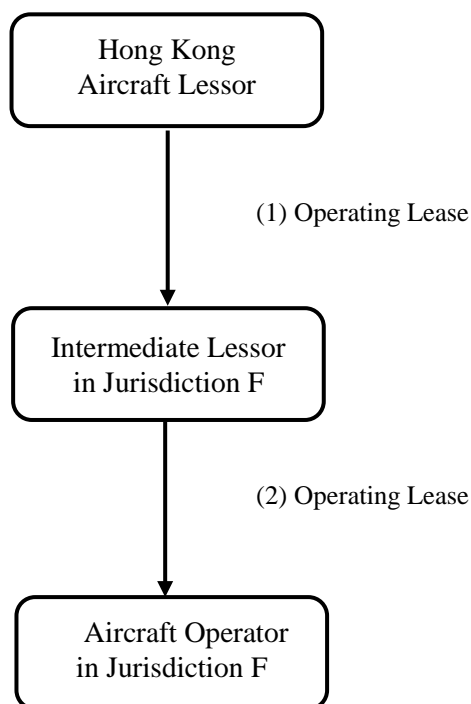 Hong Kong
Aircraft Lessor
(1) Operating Lease
Intermediate Lessor
in Jurisdiction F
(2) Operating Lease
Aircraft Operator
in Jurisdiction F